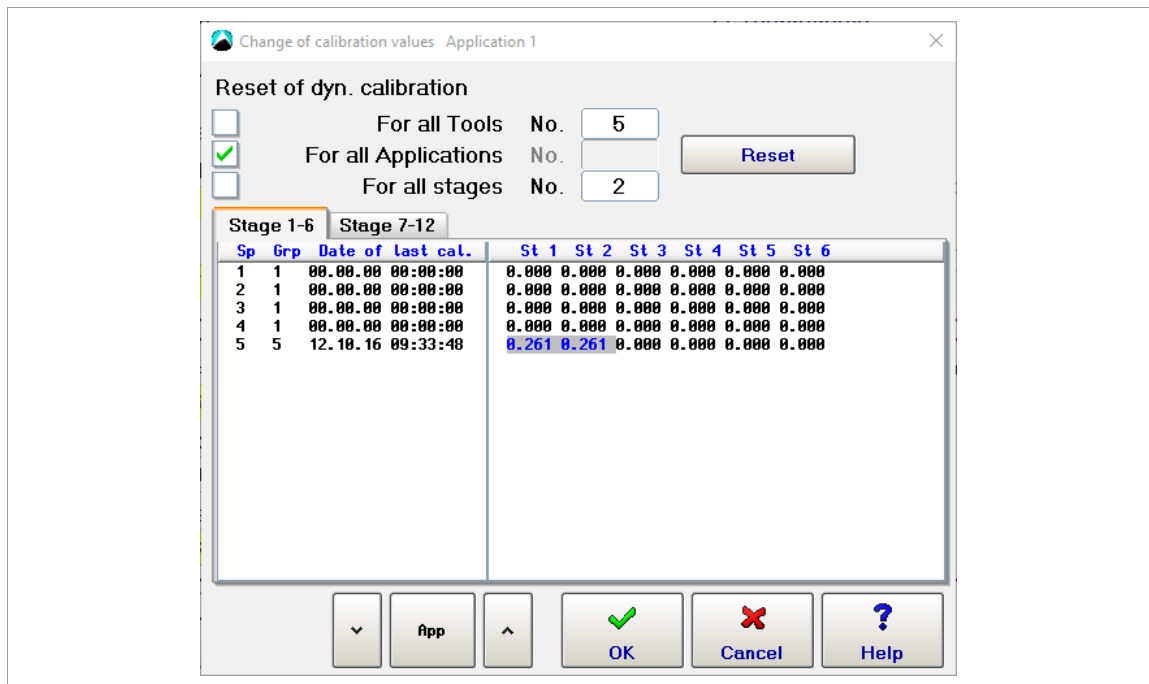 Change of calibration values Application 1
Reset of dyn. calibration
For all Tools No. 5
For all Applications No.
Reset
For all stages No. 2
Stage 1-6 Stage 7-12
Sp Grp Date of last cal. St 1 St 2 St 3 St 4 St 5 St 6
1 1 00.00.00 00:00:00 0.000 0.000 0.000 0.000 0.000 0.000
2 1 00.00.00 00:00:00 0.000 0.000 0.000 0.000 0.000 0.000
3 1 00.00.00 00:00:00 0.000 0.000 0.000 0.000 0.000 0.000
4 1 00.00.00 00:00:00 0.000 0.000 0.000 0.000 0.000 0.000
5 5 12.10.16 09:33:48 0.261 0.261 0.000 0.000 0.000 0.000
App
OK Cancel Help